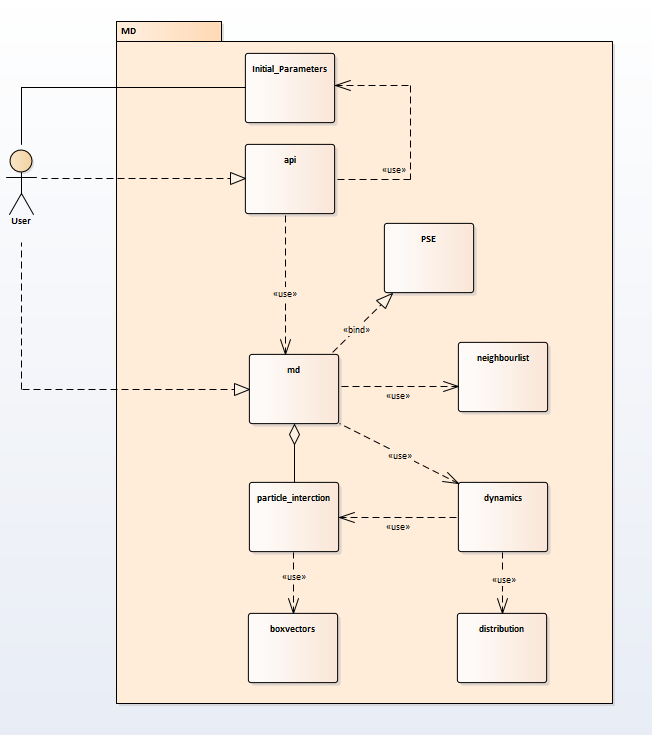 MD
Initial_Parameters
api
«use»
User
PSE
«use»
«bind»
neighbourlist
md
«use»
«use»
particle_interction
dynamics
«use»
«use»
«use»
boxvectors
distribution